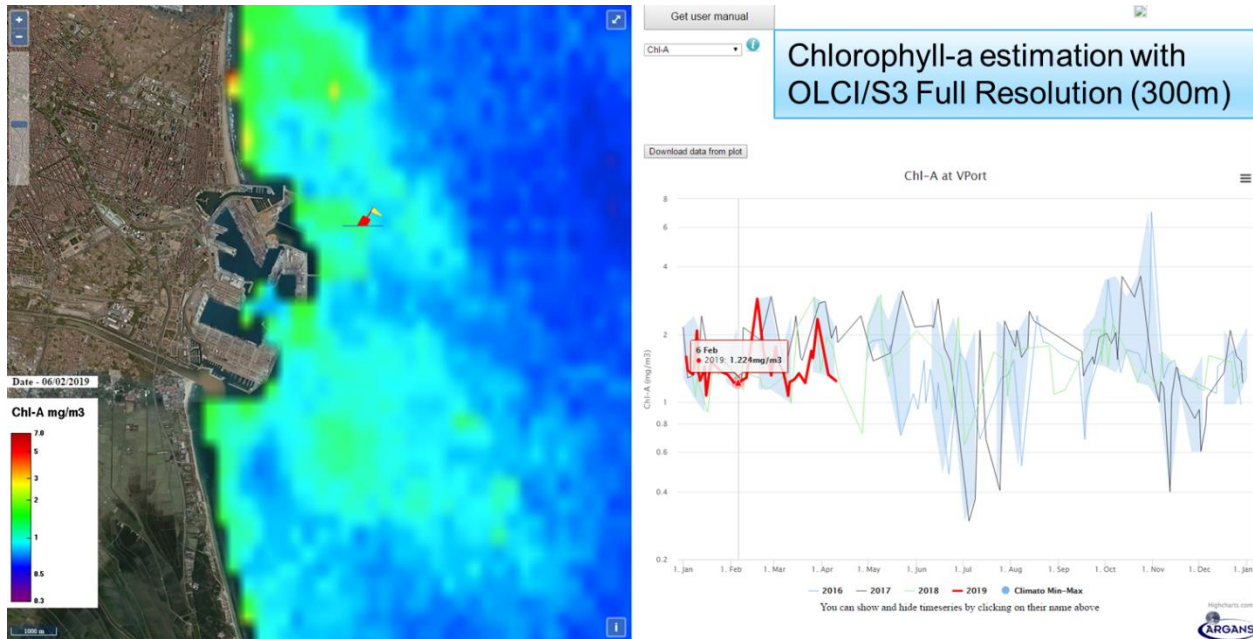 +
−
Date - 06/02/2019
Chl-A mg/m3
7.0
5
3
2
1
0.5
0.3
1000 m
i
Get user manual
Chl-A
i
Chlorophyll-a estimation with
OLCI/S3 Full Resolution (300m)
Download data from plot
Chl-A at VPort
Chl-A (mg/m3)
8
4
2
1
0.8
0.6
0.4
0.2
6 Feb
● 2019: 1.224mg/m3
1. Jan
1. Feb
1. Mar
1. Apr
1. May
1. Jun
1. Jul
1. Aug
1. Sep
1. Oct
1. Nov
1. Dec
1. Jan
2016 2017 2018 2019 Climato Min-Max
You can show and hide timeseries by clicking on their name above
Highcharts.com
ARGANS